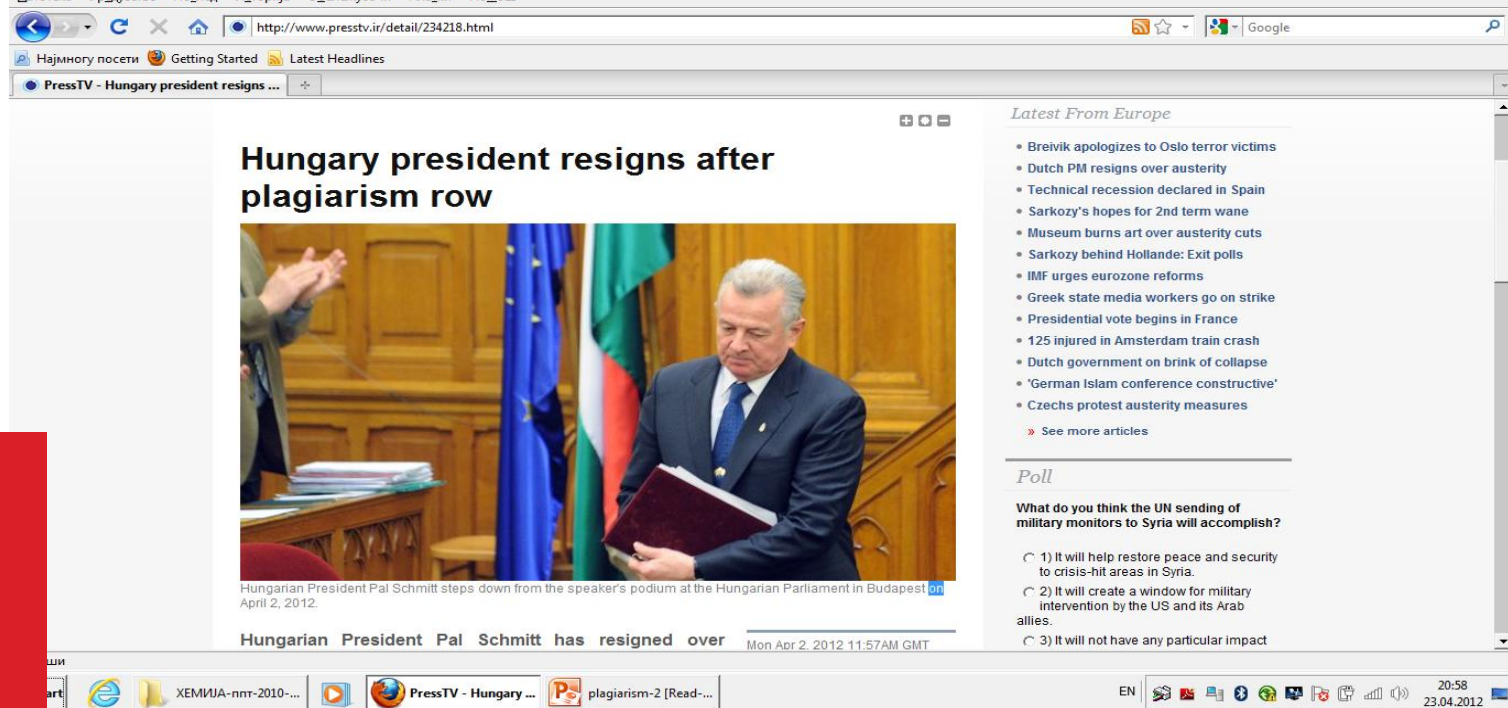 http://www.presstv.ir/detail/234218.html
Google
Најмногу посети Getting Started Latest Headlines
PressTV - Hungary president resigns ...
Hungary president resigns after
plagiarism row
Hungarian President Pal Schmitt steps down from the speaker's podium at the Hungarian Parliament in Budapest on
April 2, 2012.
Hungarian President Pal Schmitt has resigned over
Mon Apr 2, 2012 11:57AM GMT
Latest From Europe
Breivik apologizes to Oslo terror victims
Dutch PM resigns over austerity
Technical recession declared in Spain
Sarkozy's hopes for 2nd term wane
Museum burns art over austerity cuts
Sarkozy behind Hollande: Exit polls
IMF urges eurozone reforms
Greek state media workers go on strike
Presidential vote begins in France
125 injured in Amsterdam train crash
Dutch government on brink of collapse
'German Islam conference constructive'
Czechs protest austerity measures
» See more articles
Poll
What do you think the UN sending of
military monitors to Syria will accomplish?
1) It will help restore peace and security
to crisis-hit areas in Syria.
2) It will create a window for military
intervention by the US and its Arab
allies.
3) It will not have any particular impact
art ХЕМИЈА-ппт-2010-... PressTV - Hungary ... plagiarism-2 [Read-... EN 20:58
23.04.2012